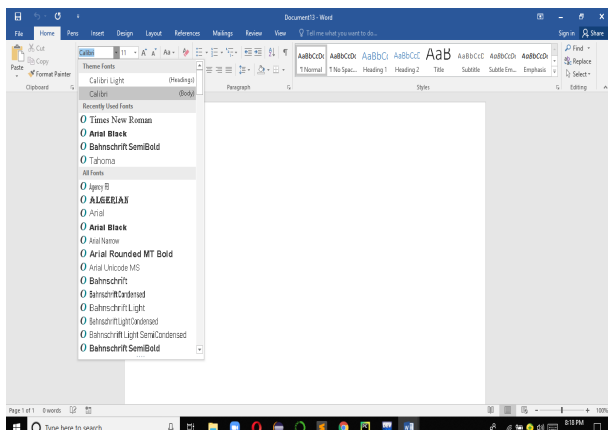 Document13 - Word
File Home Pens Insert Design Layout References Mailings Review View Tell me what you want to do... Sign in Share
Paste
Cut
Copy
Format Painter
Clipboard
Calibri 11
Paragraph
AaBbCcDc AaBbCcDc AaBbCc AaBbCcC AaB AaBbCcC AaBbCcDc AaBbCcDc
¶ Normal ¶ No Spac... Heading 1 Heading 2 Title Subtitle Subtle Em... Emphasis
Styles
Find
Replace
Select
Editing
Theme Fonts
Calibri Light (Headings)
Calibri (Body)
Recently Used Fonts
O Times New Roman
O Arial Black
O Bahnschrift SemiBold
O Tahoma
All Fonts
O Agency FB
O ALGERIAN
O Arial
O Arial Black
O Arial Narrow
O Arial Rounded MT Bold
O Arial Unicode MS
O Bahnschrift
O Bahnschrift Condensed
O Bahnschrift Light
O Bahnschrift Light Condensed
O Bahnschrift Light SemiCondensed
O Bahnschrift SemiBold
Page 1 of 1 0 words 100%
Type here to search 8:18 PM